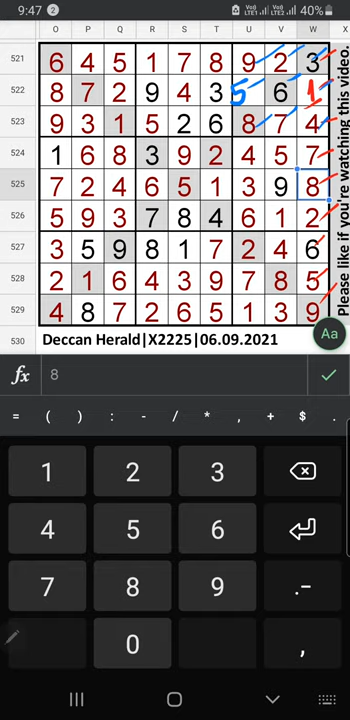 9:47 2 Vo) LTE1 Vo) LTE2 40%
O P Q R S T U V W X
521 6 4 5 1 7 8 9 2 3
522 8 7 2 9 4 3 5 6 1
523 9 3 1 5 2 6 8 7 4
524 1 6 8 3 9 2 4 5 7
525 7 2 4 6 5 1 3 9 8
526 5 9 3 7 8 4 6 1 2
527 3 5 9 8 1 7 2 4 6
528 2 1 6 4 3 9 7 8 5
529 4 8 7 2 6 5 1 3 9
Please like if you're watching this video.
530 Deccan Herald|X2225|06.09.2021
Aa
fx 8
= ( ) : - / * , + $ .
1 2 3
4 5 6
7 8 9 .-
0 ,